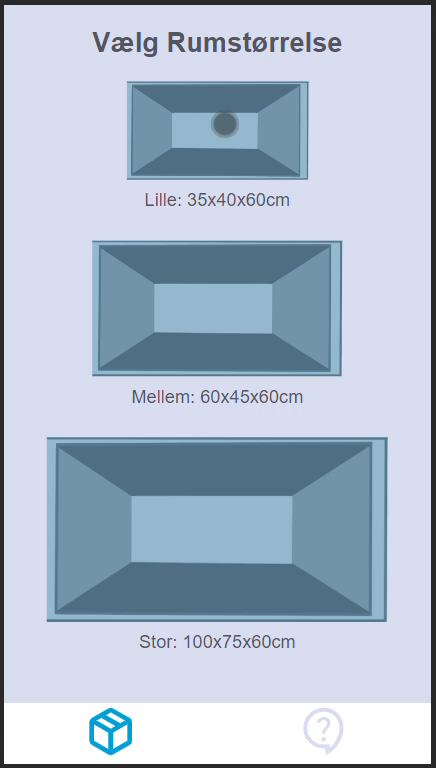 Vælg Rumstørrelse
Lille: 35x40x60cm
Mellem: 60x45x60cm
Stor: 100x75x60cm